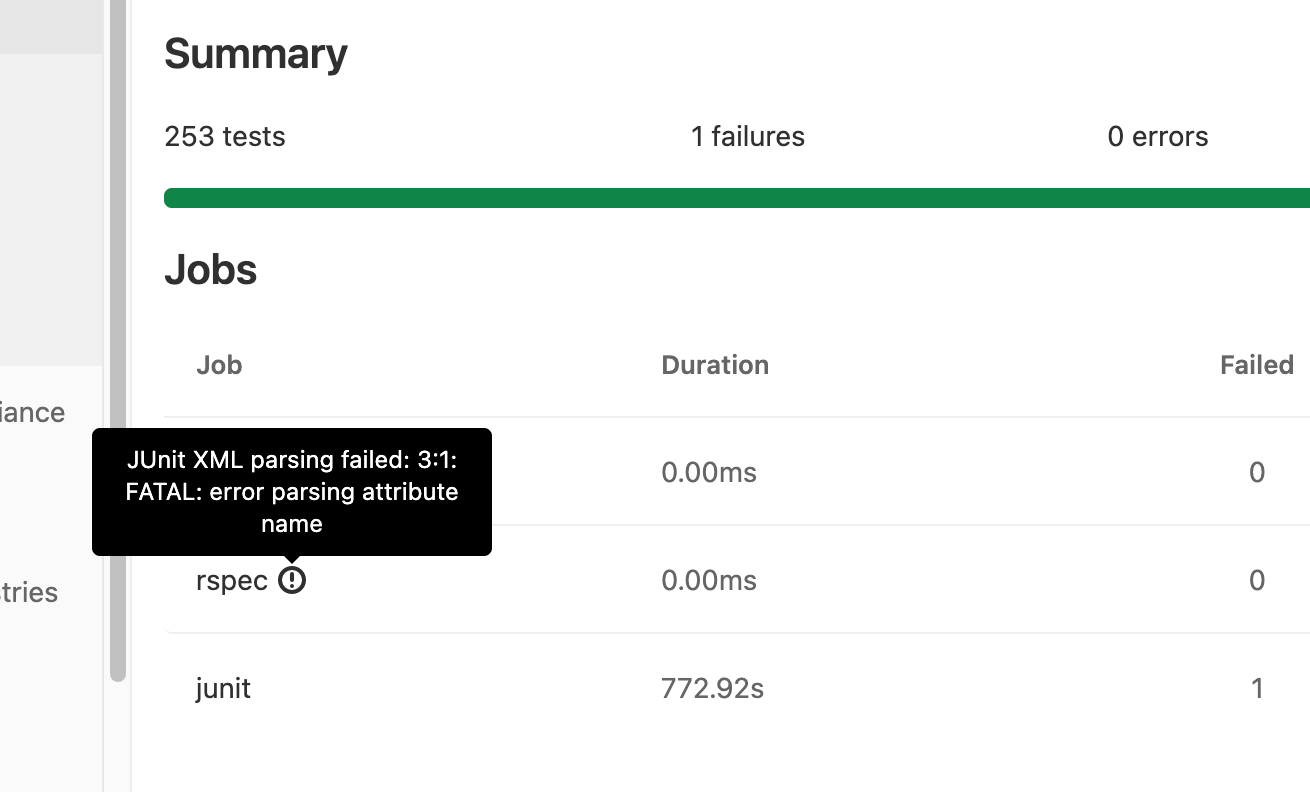 Summary
253 tests 1 failures 0 errors
Jobs
Job Duration Failed
iance
JUnit XML parsing failed: 3:1:
FATAL: error parsing attribute
name
0.00ms 0
rspec 0.00ms 0
tries
junit 772.92s 1